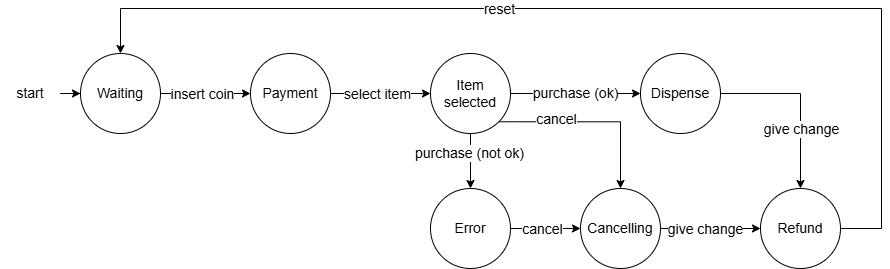 reset
start
Waiting
insert coin
Payment
select item
Item
selected
purchase (ok)
Dispense
cancel
give change
purchase (not ok)
Error
cancel
Cancelling
give change
Refund